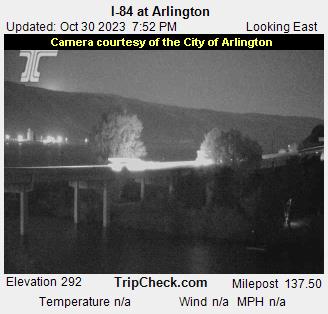 I-84 at Arlington
Updated: Oct 30 2023 7:52 PM Looking East
Camera courtesy of the City of Arlington
Elevation 292 TripCheck.com Milepost 137.50
Temperature n/a Wind n/a MPH n/a